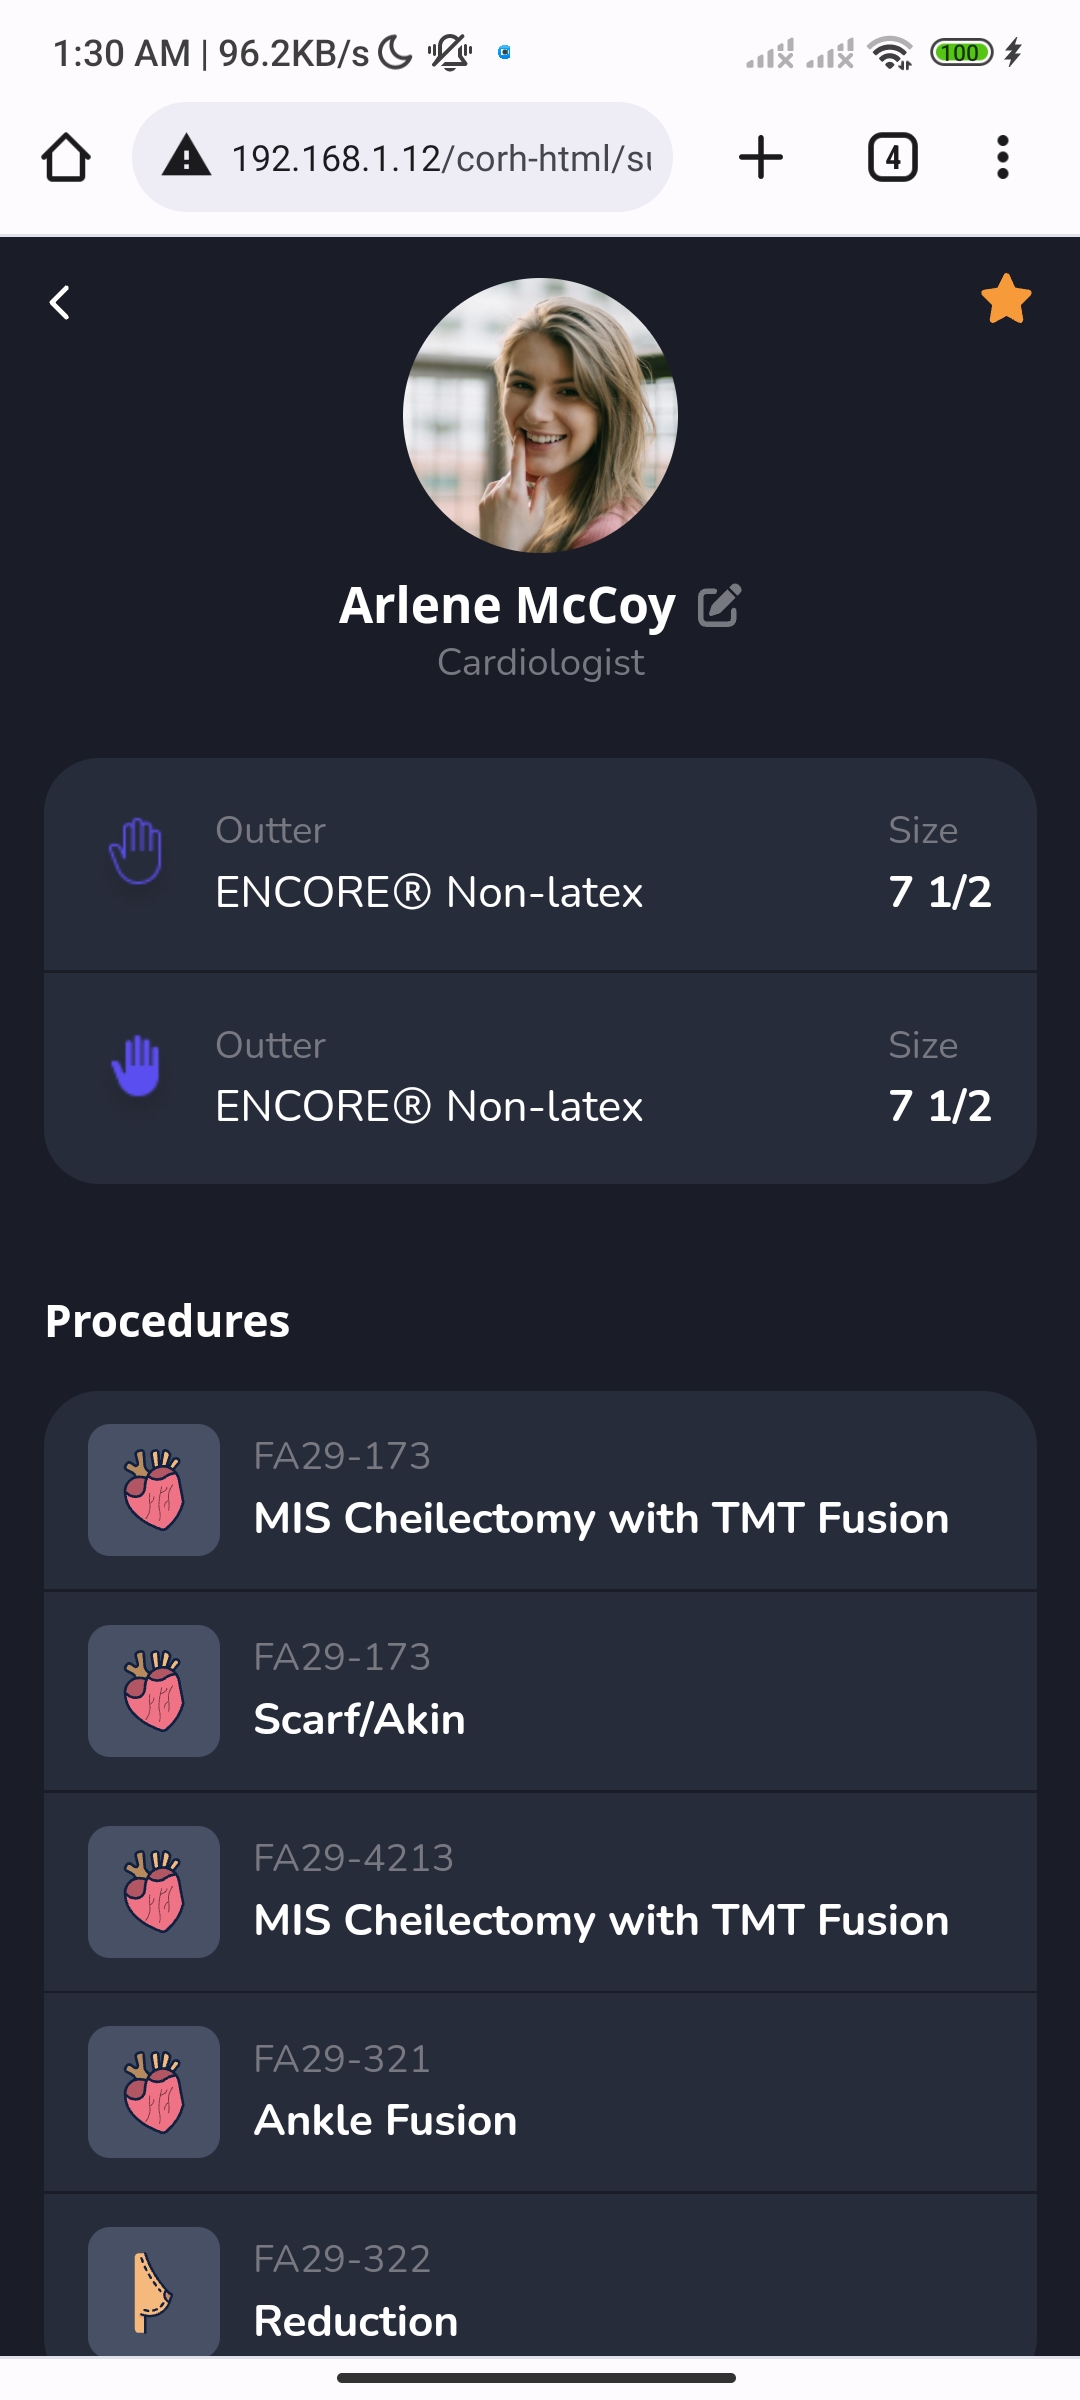 1:30 AM | 96.2KB/s 100
192.168.1.12/corh-html/su 4
Arlene McCoy
Cardiologist
Outter Size
ENCORE® Non-latex 7 1/2
Outter Size
ENCORE® Non-latex 7 1/2
Procedures
FA29-173
MIS Cheilectomy with TMT Fusion
FA29-173
Scarf/Akin
FA29-4213
MIS Cheilectomy with TMT Fusion
FA29-321
Ankle Fusion
FA29-322
Reduction